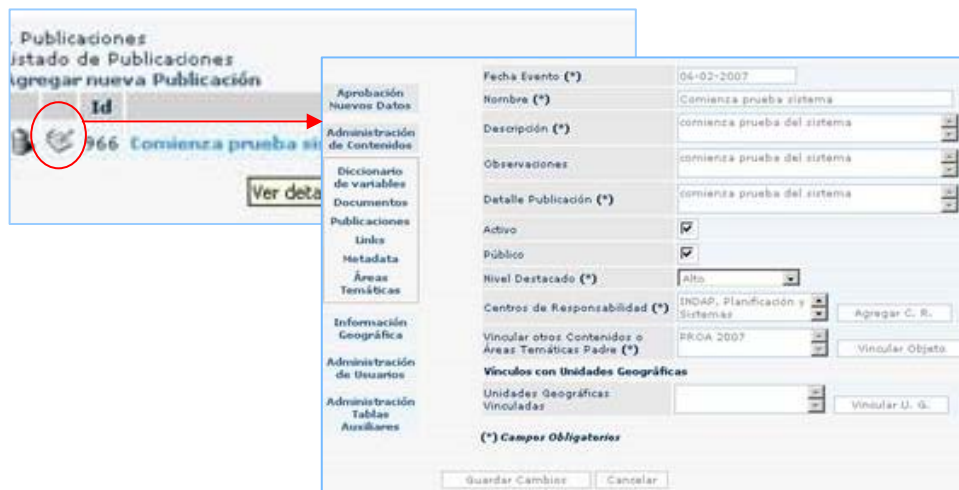 Publicaciones
istado de Publicaciones
Agregar nueva Publicación
Id
966 Comienza prueba si
Ver deta
Aprobación
Nuevos Datos
Administración
de Contenidos
Diccionario
de variables
Documentos
Publicaciones
Links
Metadata
Áreas
Temáticas
Información
Geográfica
Administración
de Usuarios
Administración
Tablas
Auxiliares
Fecha Evento (*) 06-02-2007
Nombre (*) Comienza prueba sistema
Descripción (*) comienza prueba del sistema
Observaciones comienza prueba del sistema
Detalle Publicación (*) comienza prueba del sistema
Activo
Público
Nivel Destacado (*) Alto
Centros de Responsabilidad (*) INDAP, Planificación y
Sistemas Agregar C. R.
Vincular otros Contenidos o
Áreas Temáticas Padre (*) PROA 2007 Vincular Objeto
Vínculos con Unidades Geográficas
Unidades Geográficas
Vinculadas Vincular U. G.
(*) Campos Obligatorios
Guardar Cambios Cancelar